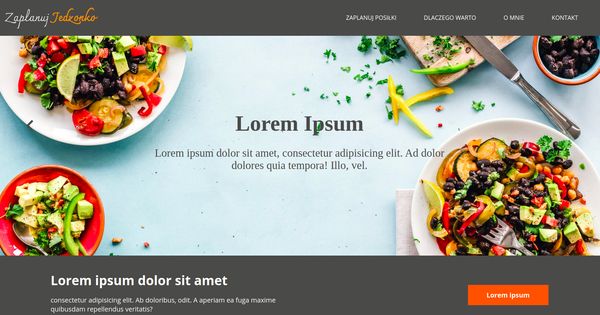 Zaplanuj Jedzonko
ZAPLANUJ POSIŁKI
DLACZEGO WARTO
O MNIE
KONTAKT
Lorem Ipsum
Lorem ipsum dolor sit amet, consectetur adipisicing elit. Ad dolor
dolores quia tempora! Illo, vel.
Lorem ipsum dolor sit amet
consectetur adipisicing elit. Ab doloribus, odit. A aperiam ea fuga maxime
quibusdam repellendus veritatis?
Lorem ipsum